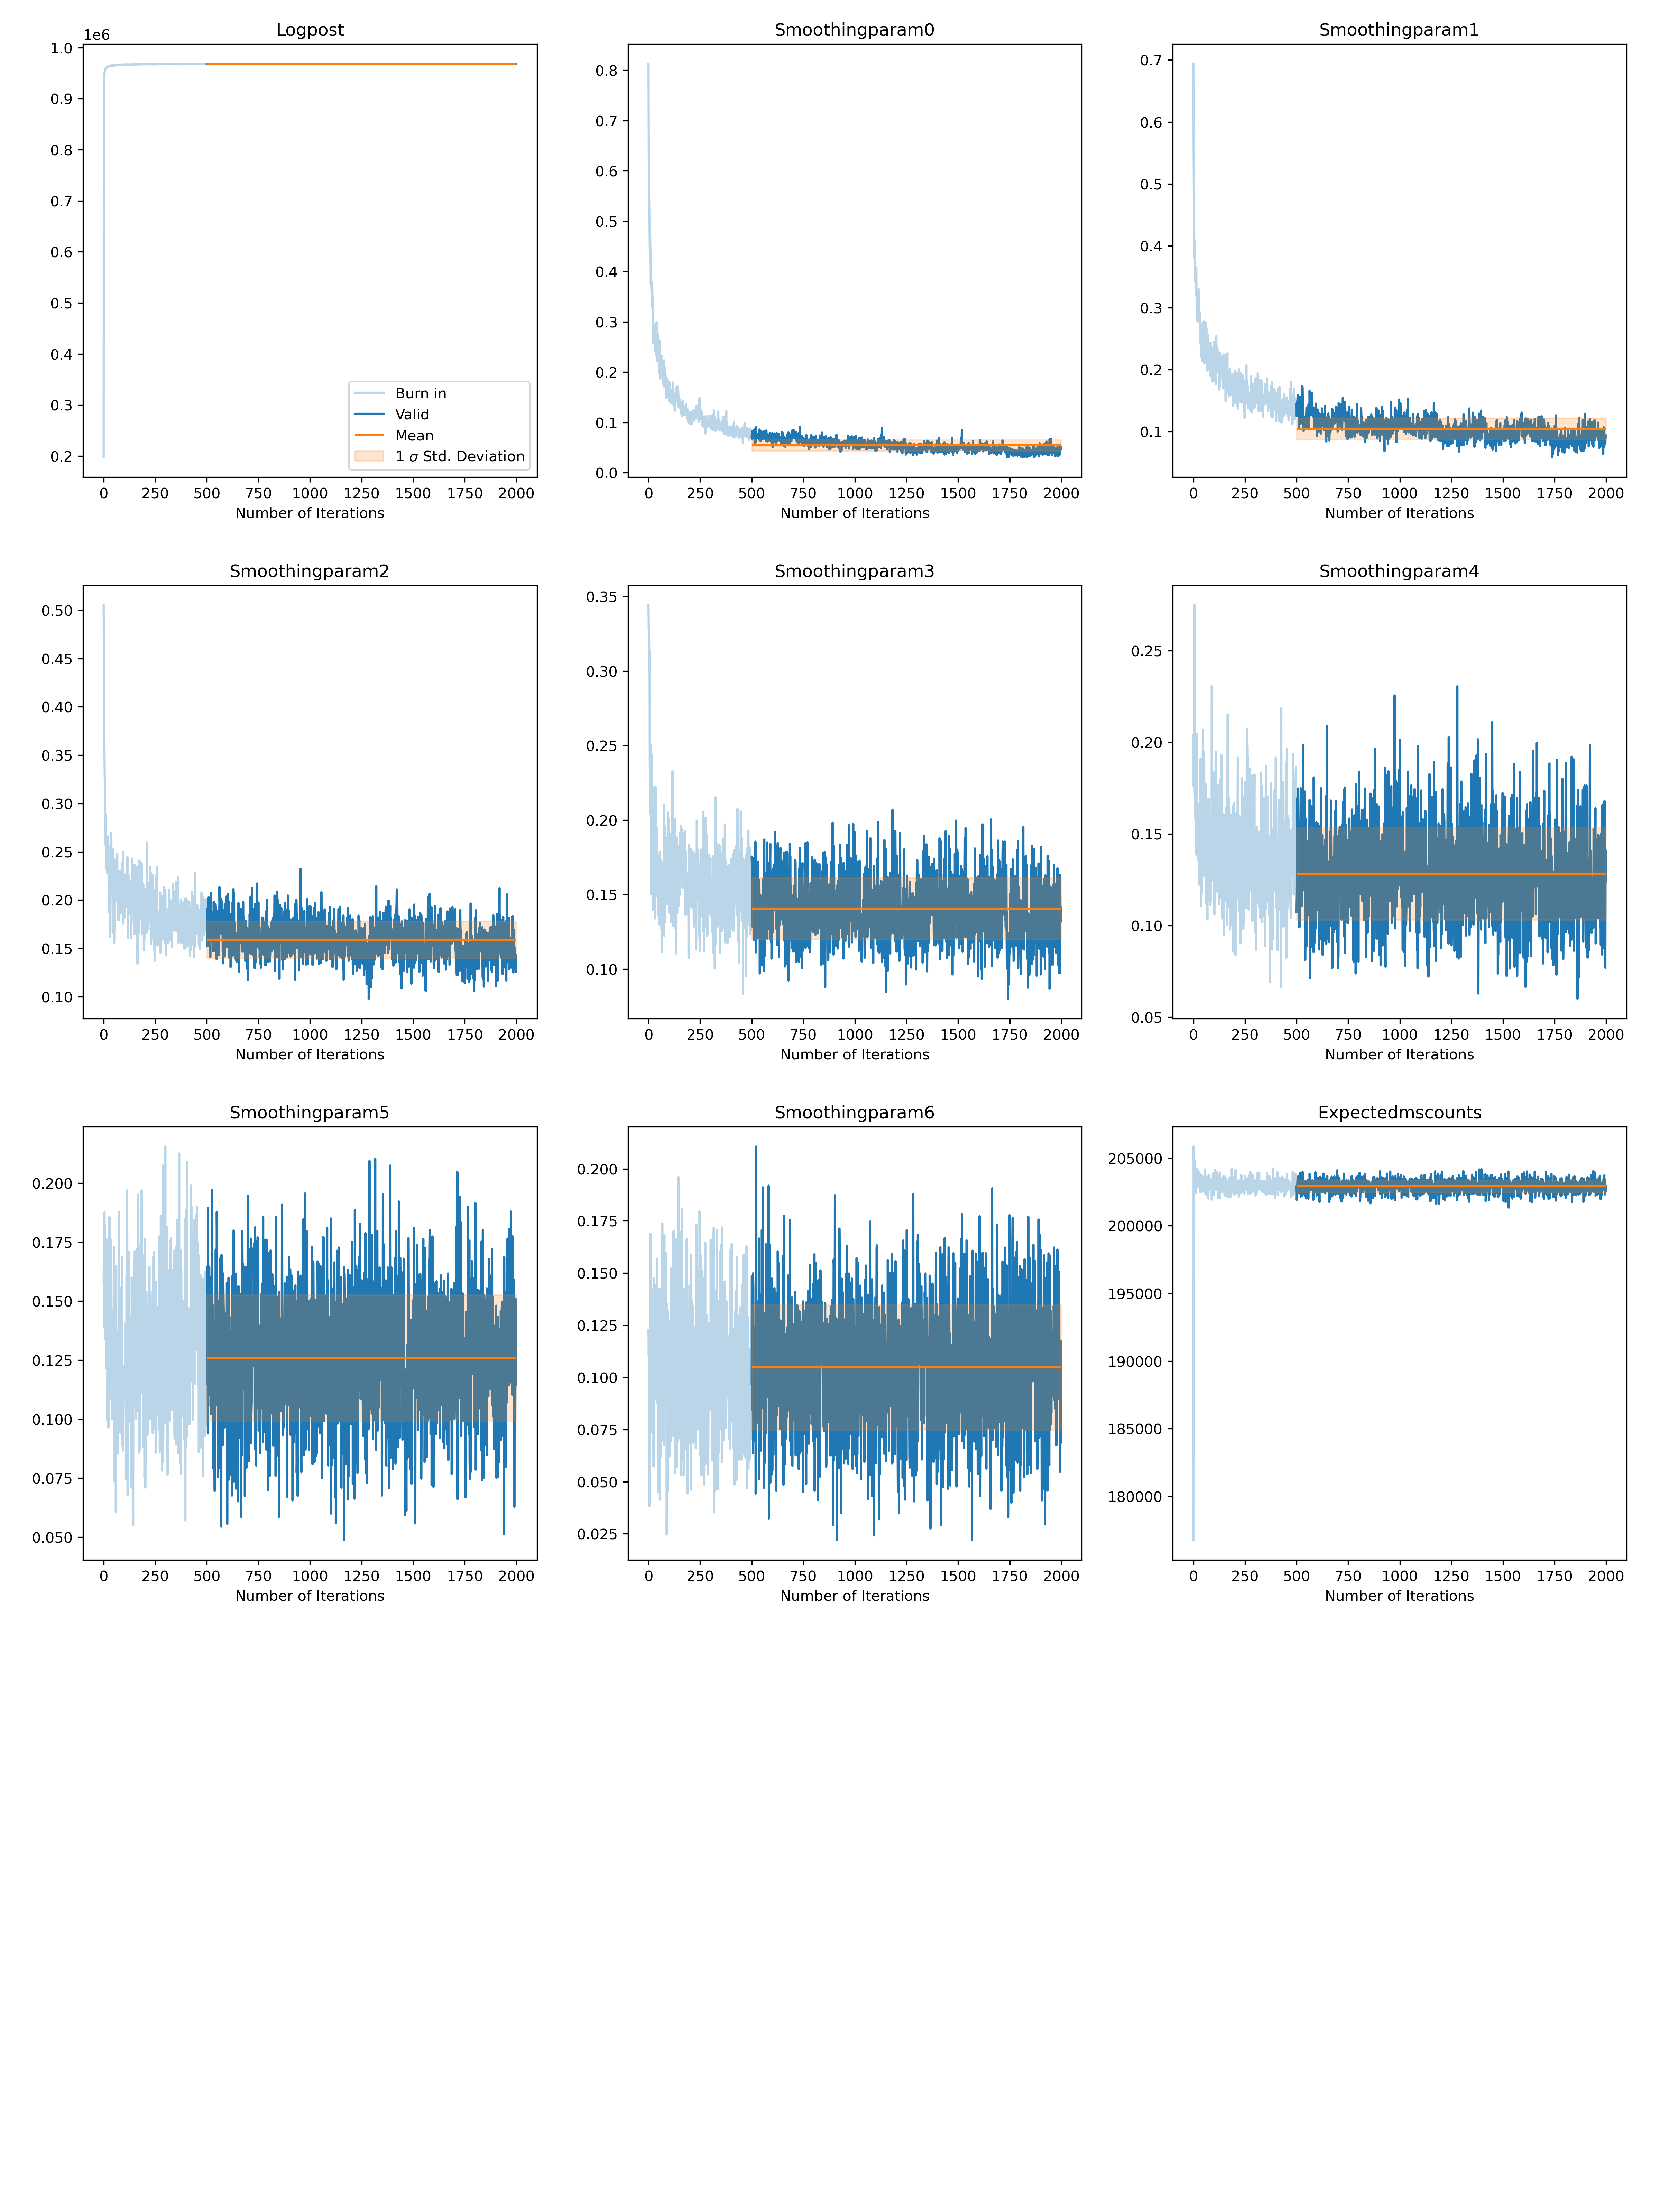 Logpost
1e6
1.0
0.9
0.8
0.7
0.6
0.5
0.4
0.3
0.2
Burn in
Valid
Mean
1 σ Std. Deviation
0 250 500 750 1000 1250 1500 1750 2000
Number of Iterations
Smoothingparam0
0.8
0.7
0.6
0.5
0.4
0.3
0.2
0.1
0.0
0 250 500 750 1000 1250 1500 1750 2000
Number of Iterations
Smoothingparam1
0.7
0.6
0.5
0.4
0.3
0.2
0.1
0 250 500 750 1000 1250 1500 1750 2000
Number of Iterations
Smoothingparam2
0.50
0.45
0.40
0.35
0.30
0.25
0.20
0.15
0.10
0 250 500 750 1000 1250 1500 1750 2000
Number of Iterations
Smoothingparam3
0.35
0.30
0.25
0.20
0.15
0.10
0 250 500 750 1000 1250 1500 1750 2000
Number of Iterations
Smoothingparam4
0.25
0.20
0.15
0.10
0.05
0 250 500 750 1000 1250 1500 1750 2000
Number of Iterations
Smoothingparam5
0.200
0.175
0.150
0.125
0.100
0.075
0.050
0 250 500 750 1000 1250 1500 1750 2000
Number of Iterations
Smoothingparam6
0.200
0.175
0.150
0.125
0.100
0.075
0.050
0.025
0 250 500 750 1000 1250 1500 1750 2000
Number of Iterations
Expectedmscounts
205000
200000
195000
190000
185000
180000
0 250 500 750 1000 1250 1500 1750 2000
Number of Iterations